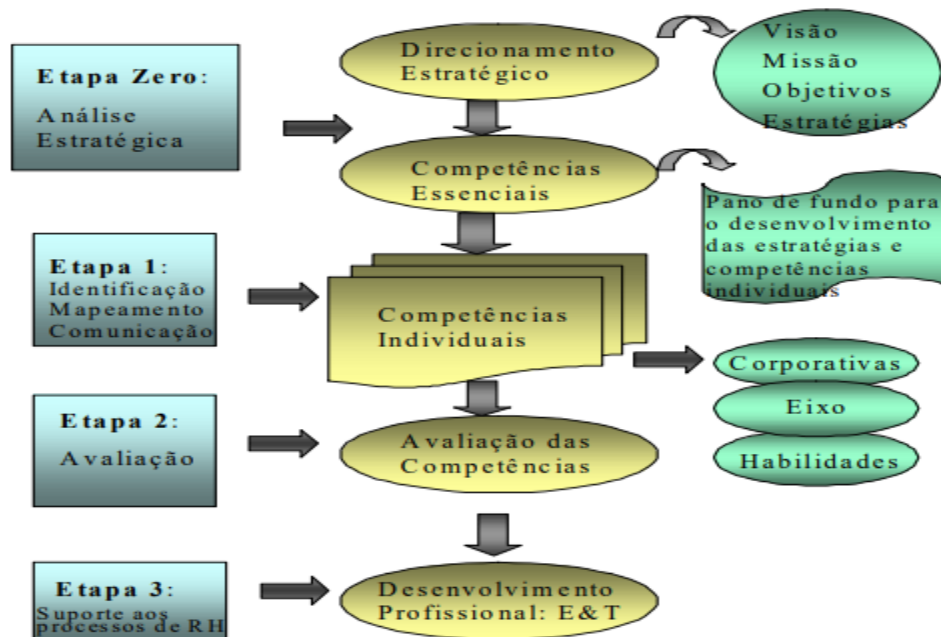 Etapa Zero:
Análise
Estratégica
Direcionamento
Estratégico
Visão
Missão
Objetivos
Estratégias
Competências
Essenciais
Pano de fundo para
o desenvolvimento
das estratégias e
competências
individuais
Etapa 1:
Identificação
Mapeamento
Comunicação
Competências
Individuais
Corporativas
Eixo
Habilidades
Etapa 2:
Avaliação
Avaliação das
Competências
Etapa 3:
Suporte aos
processos de RH
Desenvolvimento
Profissional: E&T